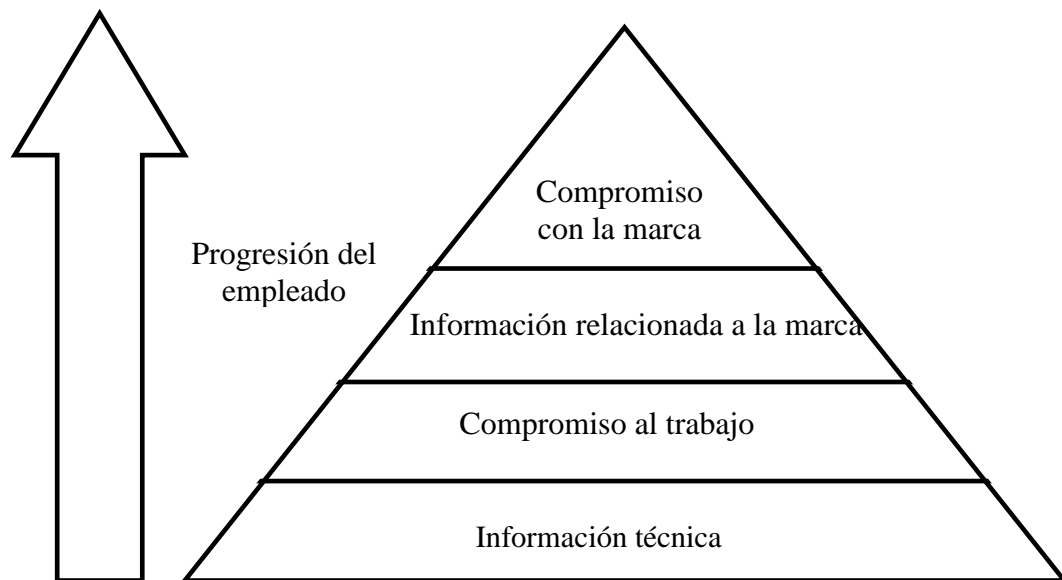 Compromiso
con la marca
Progresión del
empleado
Información relacionada a la marca
Compromiso al trabajo
Información técnica